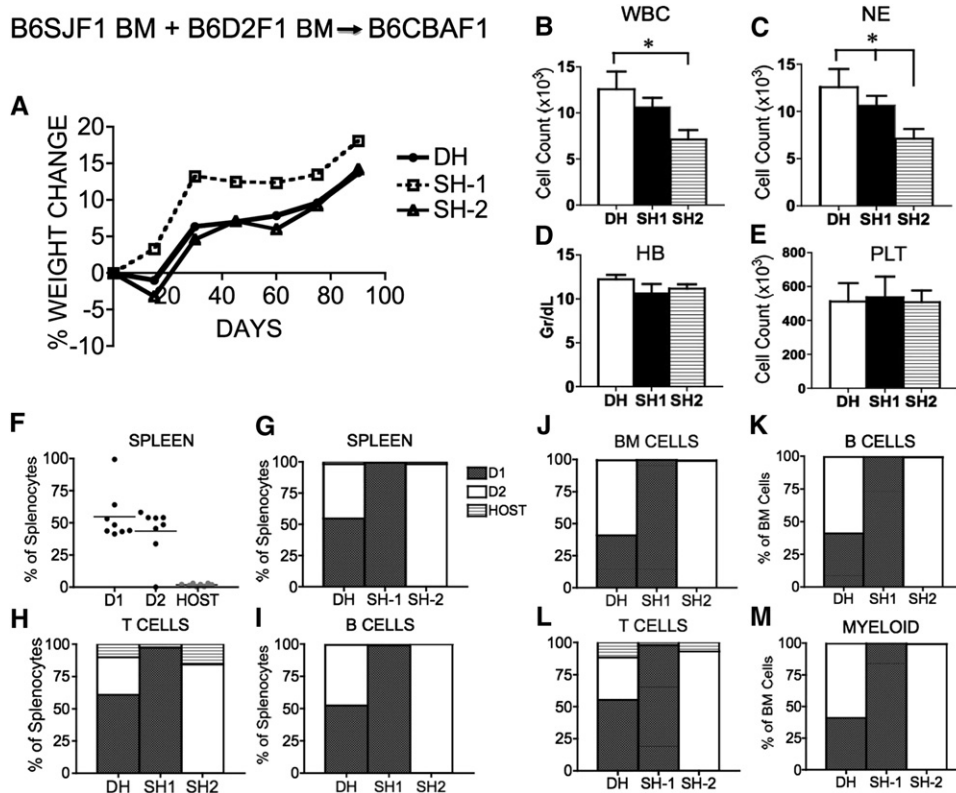 B6SJF1 BM + B6D2F1 BM → B6CBAF1
A
% WEIGHT CHANGE
20
15
10
5
0
-5
-10
20
40
60
80
100
DAYS
DH
SH-1
SH-2
B
WBC
*
Cell Count (x10³)
15
10
5
0
DH SH1 SH2
C
NE
*
Cell Count (x10³)
15
10
5
0
DH SH1 SH2
D
HB
Gr/dL
15
10
5
0
DH SH1 SH2
E
PLT
Cell Count (x10³)
800
600
400
200
0
DH SH1 SH2
F
SPLEEN
% of Splenocytes
100
75
50
25
0
D1 D2 HOST
G
SPLEEN
% of Splenocytes
100
75
50
25
0
DH SH-1 SH-2
D1
D2
HOST
H
T CELLS
% of Splenocytes
100
75
50
25
0
DH SH1 SH2
I
B CELLS
% of Splenocytes
100
75
50
25
0
DH SH1 SH2
J
BM CELLS
100
75
50
25
0
DH SH1 SH2
K
B CELLS
% of BM Cells
100
75
50
25
0
DH SH1 SH2
L
T CELLS
100
75
50
25
0
DH SH-1 SH-2
M
MYELOID
% of BM Cells
100
75
50
25
0
DH SH-1 SH-2